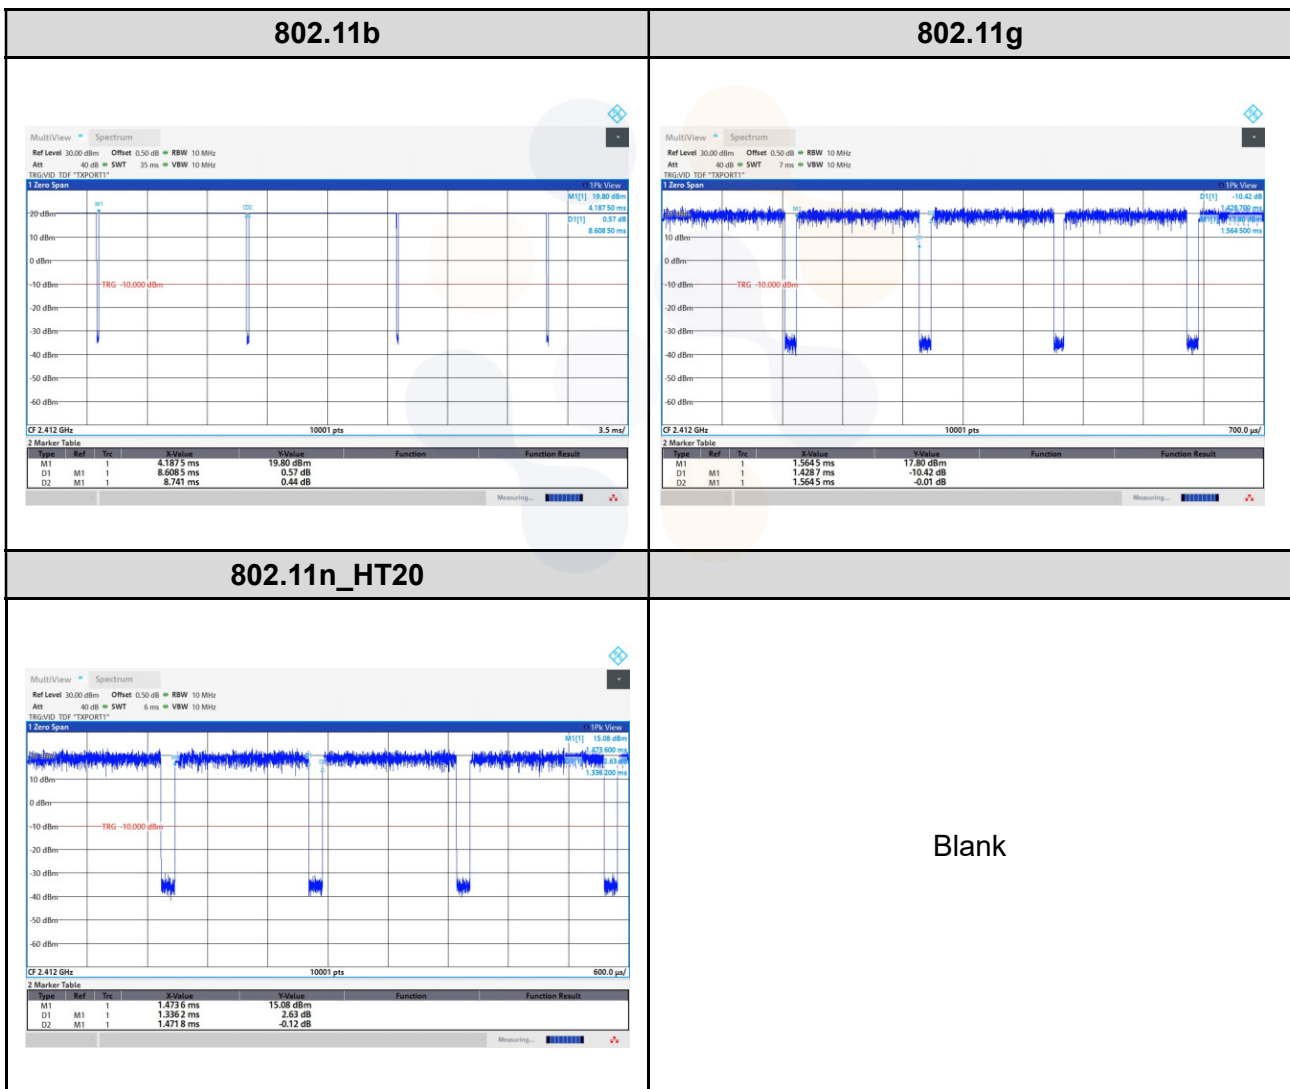 802.11b
802.11g
MultiView Spectrum
Ref Level 30.00 dBm Offset 0.50 dB RBW 10 MHz
Att 40 dB SWT 35 ms VBW 10 MHz
TRG:VID TDF "TXPORT1"
1 Zero Span 1Pk View
M1[1] 19.80 dBm
4.187 50 ms
D1[1] 0.57 dB
8.608 50 ms
M1
20 dBm
10 dBm
0 dBm
-10 dBm TRG -10.000 dBm
-20 dBm
-30 dBm
-40 dBm
-50 dBm
-60 dBm
CF 2.412 GHz 10001 pts 3.5 ms/
2 Marker Table
Type Ref Trc X-Value Y-Value Function Function Result
M1 1 4.1875 ms 19.80 dBm
D1 M1 1 8.6085 ms 0.57 dB
D2 M1 1 8.741 ms 0.44 dB
Measuring...
MultiView Spectrum
Ref Level 30.00 dBm Offset 0.50 dB RBW 10 MHz
Att 40 dB SWT 7 ms VBW 10 MHz
TRG:VID TDF "TXPORT1"
1 Zero Span 1Pk View
D1[1] -10.42 dB
1.428 700 ms
1.564 500 ms
M1
10 dBm
0 dBm
-10 dBm TRG -10.000 dBm
-20 dBm
-30 dBm
-40 dBm
-50 dBm
-60 dBm
CF 2.412 GHz 10001 pts 700.0 µs/
2 Marker Table
Type Ref Trc X-Value Y-Value Function Function Result
M1 1 1.5645 ms 17.80 dBm
D1 M1 1 1.4287 ms -10.42 dB
D2 M1 1 1.5645 ms -0.01 dB
Measuring...
802.11n_HT20
MultiView Spectrum
Ref Level 30.00 dBm Offset 0.50 dB RBW 10 MHz
Att 40 dB SWT 6 ms VBW 10 MHz
TRG:VID TDF "TXPORT1"
1 Zero Span 1Pk View
M1[1] 15.08 dBm
1.473 600 ms
2.63 dB
1.336 200 ms
10 dBm
0 dBm
-10 dBm TRG -10.000 dBm
-20 dBm
-30 dBm
-40 dBm
-50 dBm
-60 dBm
CF 2.412 GHz 10001 pts 600.0 µs/
2 Marker Table
Type Ref Trc X-Value Y-Value Function Function Result
M1 1 1.4736 ms 15.08 dBm
D1 M1 1 1.3362 ms 2.63 dB
D2 M1 1 1.4718 ms -0.12 dB
Measuring...
Blank